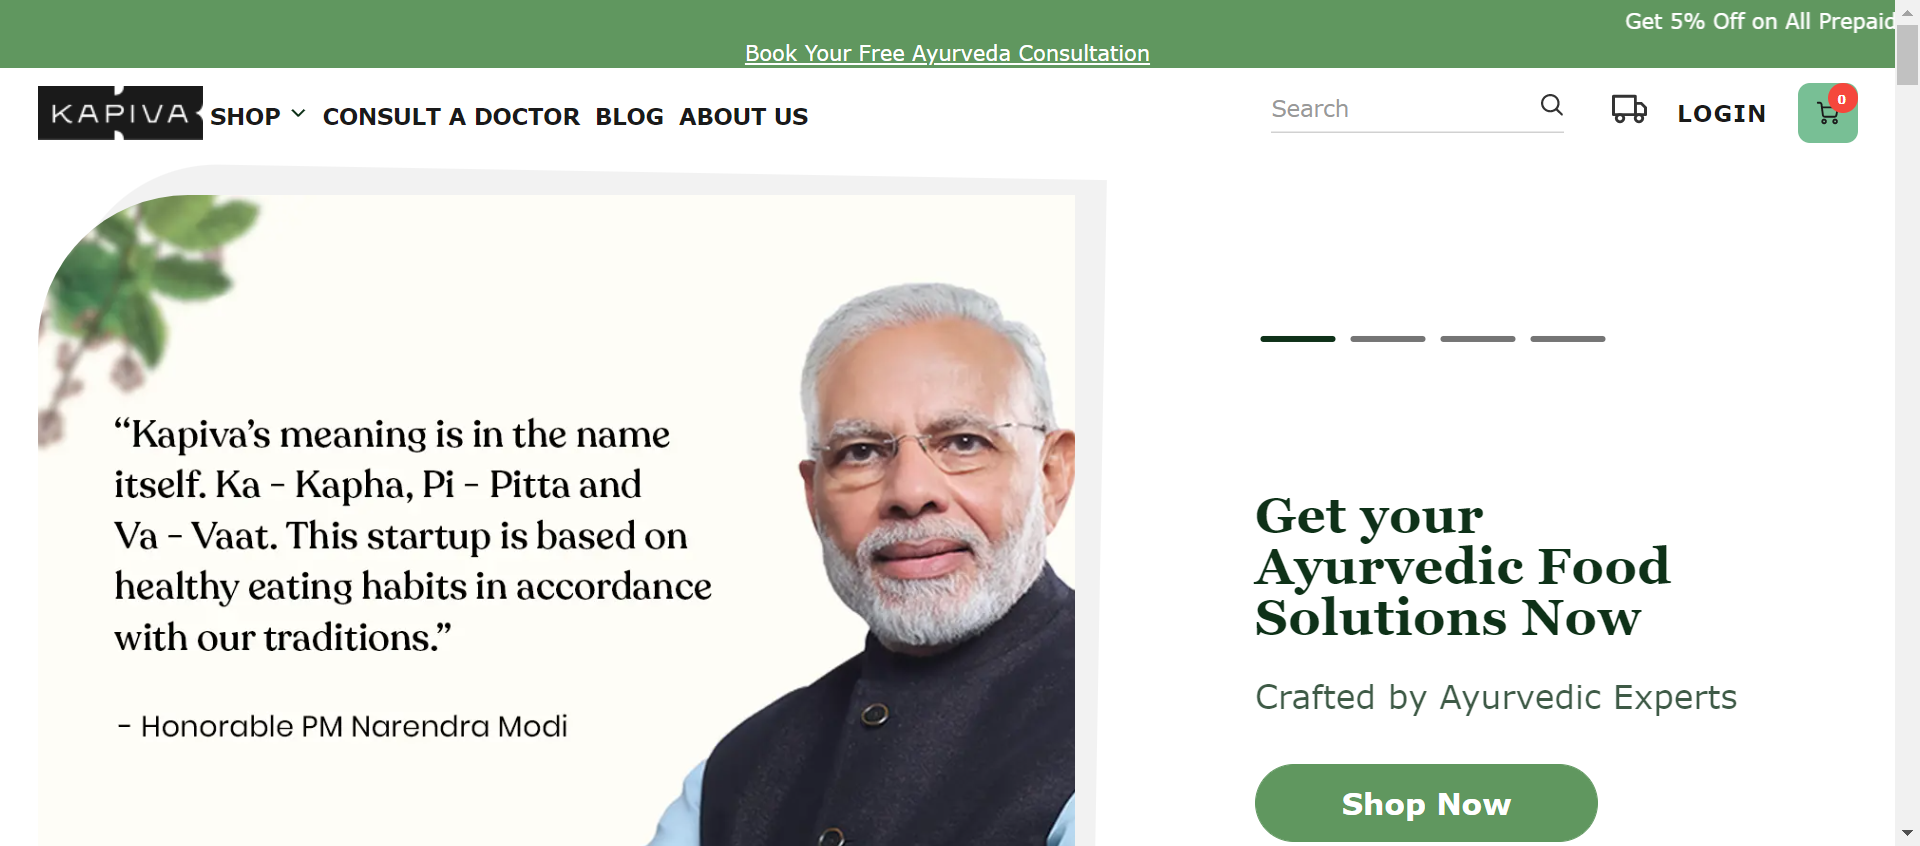 Get 5% Off on All Prepaid
Book Your Free Ayurveda Consultation
KAPIVA
SHOP CONSULT A DOCTOR BLOG ABOUT US
Search
LOGIN
0
“Kapiva’s meaning is in the name
itself. Ka - Kapha, Pi - Pitta and
Va - Vaat. This startup is based on
healthy eating habits in accordance
with our traditions.”
- Honorable PM Narendra Modi
Get your
Ayurvedic Food
Solutions Now
Crafted by Ayurvedic Experts
Shop Now